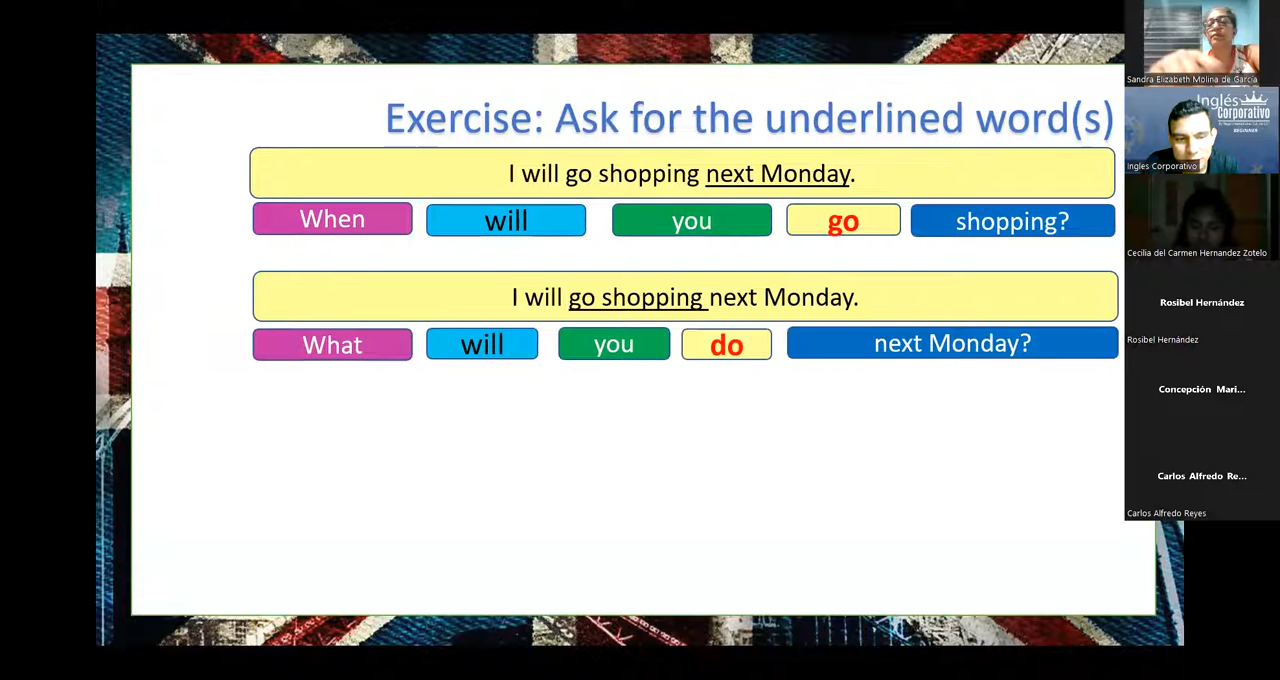 Exercise: Ask for the underlined word(s)
I will go shopping next Monday.
When will you go shopping?
I will go shopping next Monday.
What will you do next Monday?
Sandra Elizabeth Molina de García
Inglés
Corporativo
BEGINNER
Ingles Corporativo
Cecilia del Carmen Hernandez Zotelo
Rosibel Hernández
Rosibel Hernández
Concepción Mari...
Carlos Alfredo Re...
Carlos Alfredo Reyes